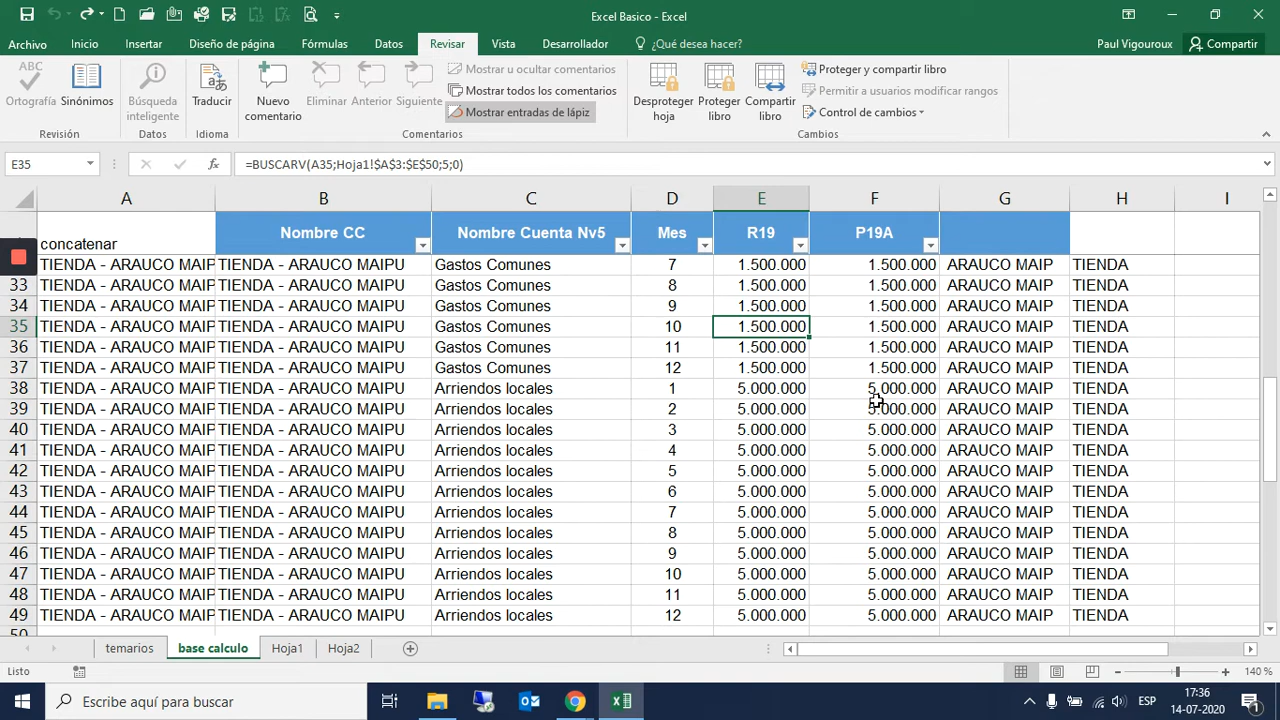 Excel Basico - Excel
Archivo Inicio Insertar Diseño de página Fórmulas Datos Revisar Vista Desarrollador ¿Qué desea hacer? Paul Vigouroux Compartir
ABC
Ortografía Sinónimos Búsqueda inteligente Traducir Nuevo comentario Eliminar Anterior Siguiente
Mostrar u ocultar comentarios
Mostrar todos los comentarios
Mostrar entradas de lápiz
Desproteger hoja Proteger libro Compartir libro
Proteger y compartir libro
Permitir a usuarios modificar rangos
Control de cambios
Revisión Datos Idioma Comentarios Cambios
E35 fx =BUSCARV(A35;Hoja1!$A$3:$E$50;5;0)
A B C D E F G H I
concatenar Nombre CC Nombre Cuenta Nv5 Mes R19 P19A
TIENDA - ARAUCO MAIP TIENDA - ARAUCO MAIPU Gastos Comunes 7 1.500.000 1.500.000 ARAUCO MAIP TIENDA
33 TIENDA - ARAUCO MAIP TIENDA - ARAUCO MAIPU Gastos Comunes 8 1.500.000 1.500.000 ARAUCO MAIP TIENDA
34 TIENDA - ARAUCO MAIP TIENDA - ARAUCO MAIPU Gastos Comunes 9 1.500.000 1.500.000 ARAUCO MAIP TIENDA
35 TIENDA - ARAUCO MAIP TIENDA - ARAUCO MAIPU Gastos Comunes 10 1.500.000 1.500.000 ARAUCO MAIP TIENDA
36 TIENDA - ARAUCO MAIP TIENDA - ARAUCO MAIPU Gastos Comunes 11 1.500.000 1.500.000 ARAUCO MAIP TIENDA
37 TIENDA - ARAUCO MAIP TIENDA - ARAUCO MAIPU Gastos Comunes 12 1.500.000 1.500.000 ARAUCO MAIP TIENDA
38 TIENDA - ARAUCO MAIP TIENDA - ARAUCO MAIPU Arriendos locales 1 5.000.000 5.000.000 ARAUCO MAIP TIENDA
39 TIENDA - ARAUCO MAIP TIENDA - ARAUCO MAIPU Arriendos locales 2 5.000.000 5.000.000 ARAUCO MAIP TIENDA
40 TIENDA - ARAUCO MAIP TIENDA - ARAUCO MAIPU Arriendos locales 3 5.000.000 5.000.000 ARAUCO MAIP TIENDA
41 TIENDA - ARAUCO MAIP TIENDA - ARAUCO MAIPU Arriendos locales 4 5.000.000 5.000.000 ARAUCO MAIP TIENDA
42 TIENDA - ARAUCO MAIP TIENDA - ARAUCO MAIPU Arriendos locales 5 5.000.000 5.000.000 ARAUCO MAIP TIENDA
43 TIENDA - ARAUCO MAIP TIENDA - ARAUCO MAIPU Arriendos locales 6 5.000.000 5.000.000 ARAUCO MAIP TIENDA
44 TIENDA - ARAUCO MAIP TIENDA - ARAUCO MAIPU Arriendos locales 7 5.000.000 5.000.000 ARAUCO MAIP TIENDA
45 TIENDA - ARAUCO MAIP TIENDA - ARAUCO MAIPU Arriendos locales 8 5.000.000 5.000.000 ARAUCO MAIP TIENDA
46 TIENDA - ARAUCO MAIP TIENDA - ARAUCO MAIPU Arriendos locales 9 5.000.000 5.000.000 ARAUCO MAIP TIENDA
47 TIENDA - ARAUCO MAIP TIENDA - ARAUCO MAIPU Arriendos locales 10 5.000.000 5.000.000 ARAUCO MAIP TIENDA
48 TIENDA - ARAUCO MAIP TIENDA - ARAUCO MAIPU Arriendos locales 11 5.000.000 5.000.000 ARAUCO MAIP TIENDA
49 TIENDA - ARAUCO MAIP TIENDA - ARAUCO MAIPU Arriendos locales 12 5.000.000 5.000.000 ARAUCO MAIP TIENDA
50
temarios base calculo Hoja1 Hoja2
Listo 140 %
Escribe aquí para buscar ESP 17:36
14-07-2020 1